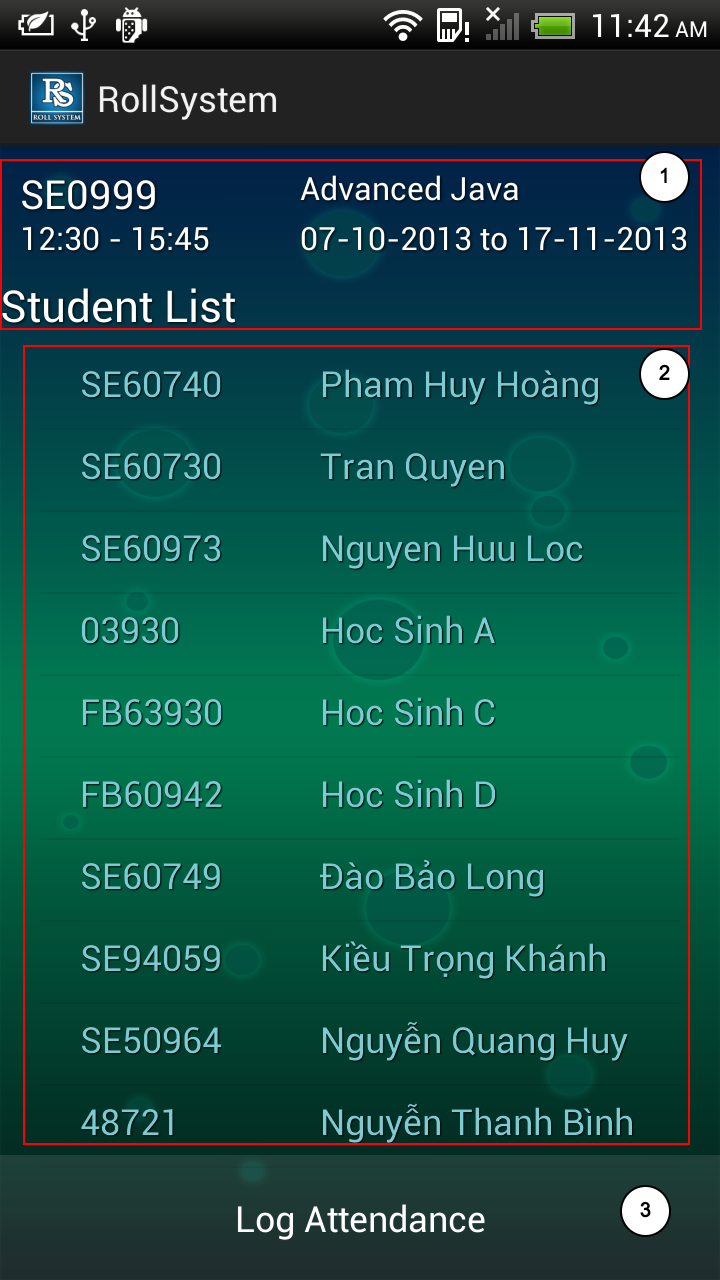 11:42 AM
RS
ROLL SYSTEM
RollSystem
1
SE0999 Advanced Java
12:30 - 15:45 07-10-2013 to 17-11-2013
Student List
2
SE60740 Pham Huy Hoàng
SE60730 Tran Quyen
SE60973 Nguyen Huu Loc
03930 Hoc Sinh A
FB63930 Hoc Sinh C
FB60942 Hoc Sinh D
SE60749 Đào Bảo Long
SE94059 Kiều Trọng Khánh
SE50964 Nguyễn Quang Huy
48721 Nguyễn Thanh Bình
Log Attendance 3